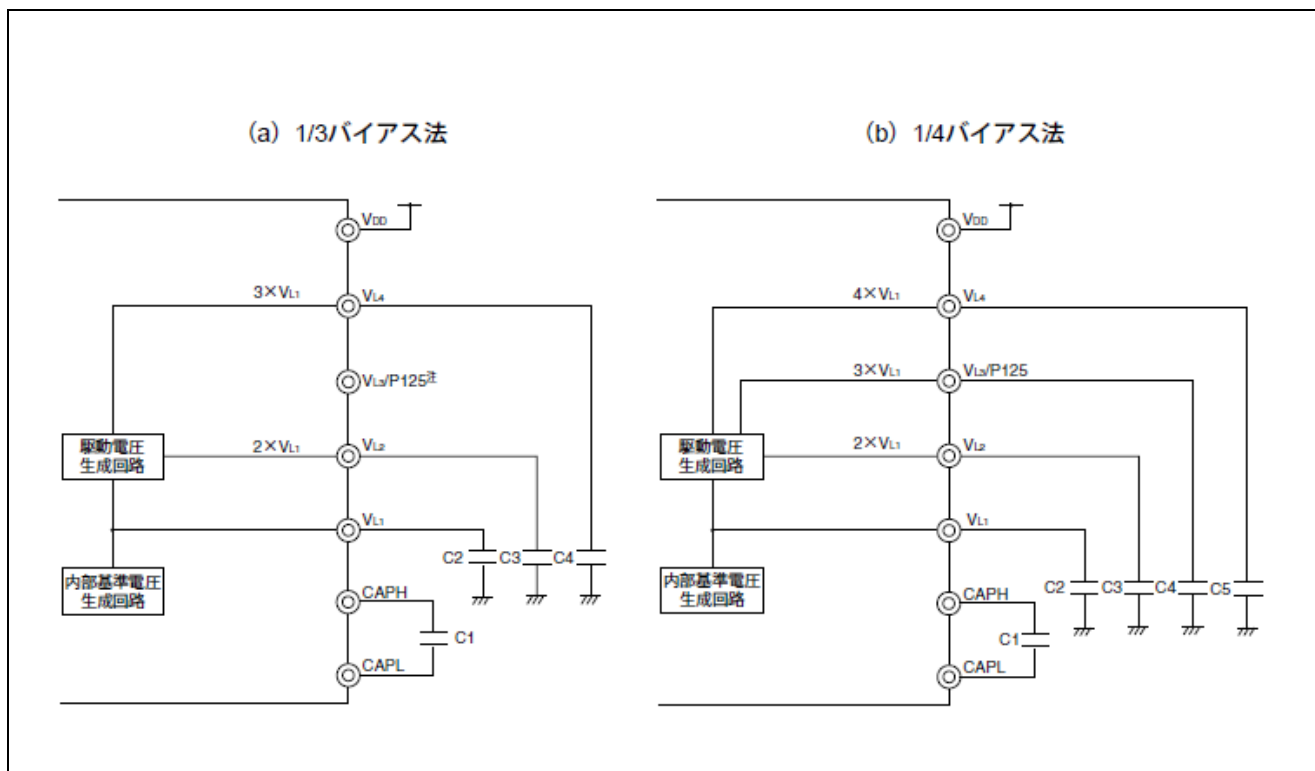 (a) 1/3バイアス法
VDD
3×VL1
VL4
VL3/P125注
駆動電圧
生成回路
2×VL1
VL2
VL1
C2
C3
C4
内部基準電圧
生成回路
CAPH
C1
CAPL
(b) 1/4バイアス法
VDD
4×VL1
VL4
3×VL1
VL3/P125
駆動電圧
生成回路
2×VL1
VL2
VL1
内部基準電圧
生成回路
C2
C3
C4
C5
CAPH
C1
CAPL